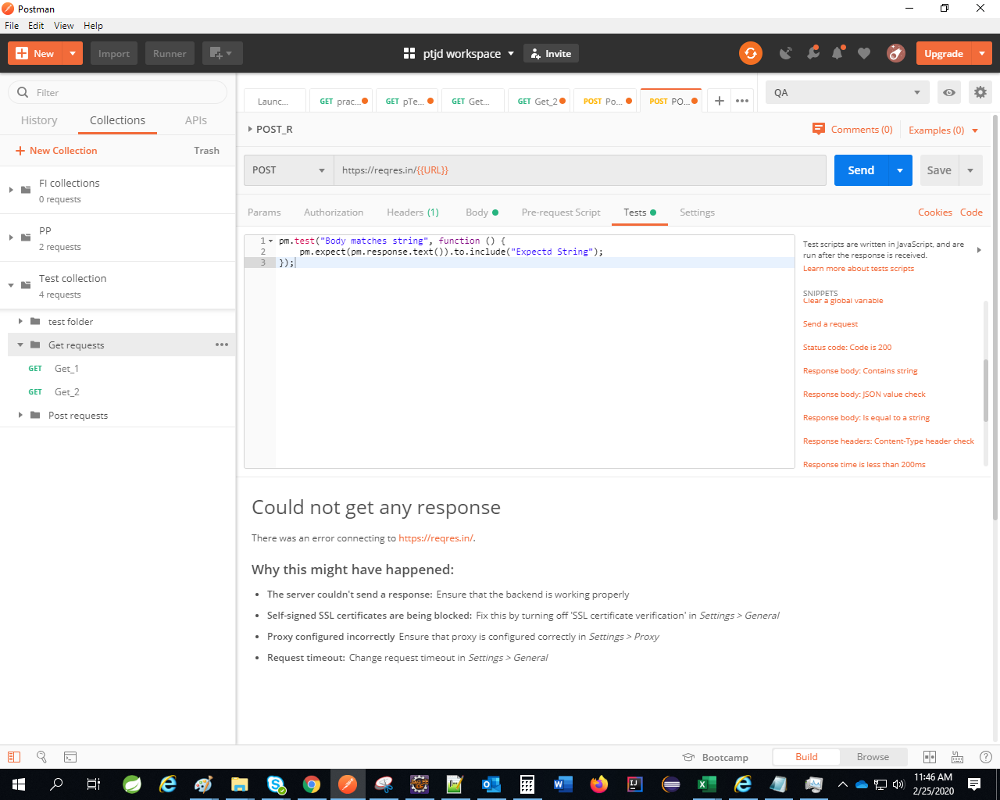 Postman
File Edit View Help
New Import Runner ptjd workspace Invite Upgrade
Filter
History Collections APIs
New Collection Trash
FI collections
0 requests
PP
2 requests
Test collection
4 requests
test folder
Get requests
GET Get_1
GET Get_2
Post requests
Launc... GET prac... GET pTe... GET Get... GET Get_2 POST Po... POST PO... QA
POST_R Comments (0) Examples (0)
POST https://reqres.in/{{URL}} Send Save
Params Authorization Headers (1) Body Pre-request Script Tests Settings Cookies Code
1 pm.test("Body matches string", function () {
2 pm.expect(pm.response.text()).to.include("Expectd String");
3 });
Test scripts are written in JavaScript, and are
run after the response is received.
Learn more about tests scripts
SNIPPETS
Clear a global variable
Send a request
Status code: Code is 200
Response body: Contains string
Response body: JSON value check
Response body: Is equal to a string
Response headers: Content-Type header check
Response time is less than 200ms
Could not get any response
There was an error connecting to https://reqres.in/.
Why this might have happened:
• The server couldn't send a response: Ensure that the backend is working properly
• Self-signed SSL certificates are being blocked: Fix this by turning off 'SSL certificate verification' in Settings > General
• Proxy configured incorrectly Ensure that proxy is configured correctly in Settings > Proxy
• Request timeout: Change request timeout in Settings > General
Bootcamp Build Browse
11:46 AM
2/25/2020